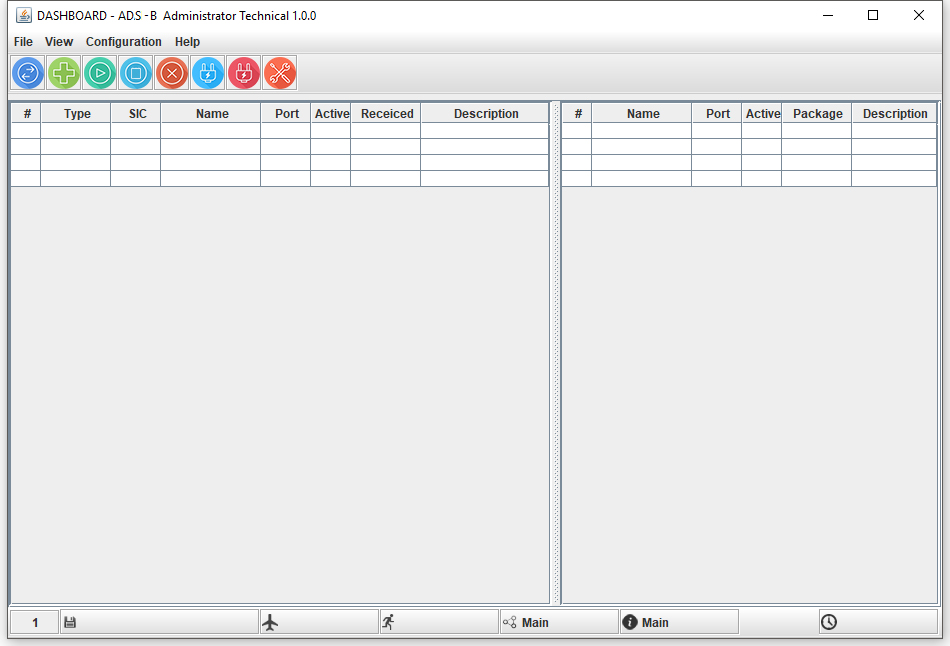 DASHBOARD - ADS - B Administrator Technical 1.0.0
File View Configuration Help
# Type SIC Name Port Active Receiced Description # Name Port Active Package Description
1 Main Main